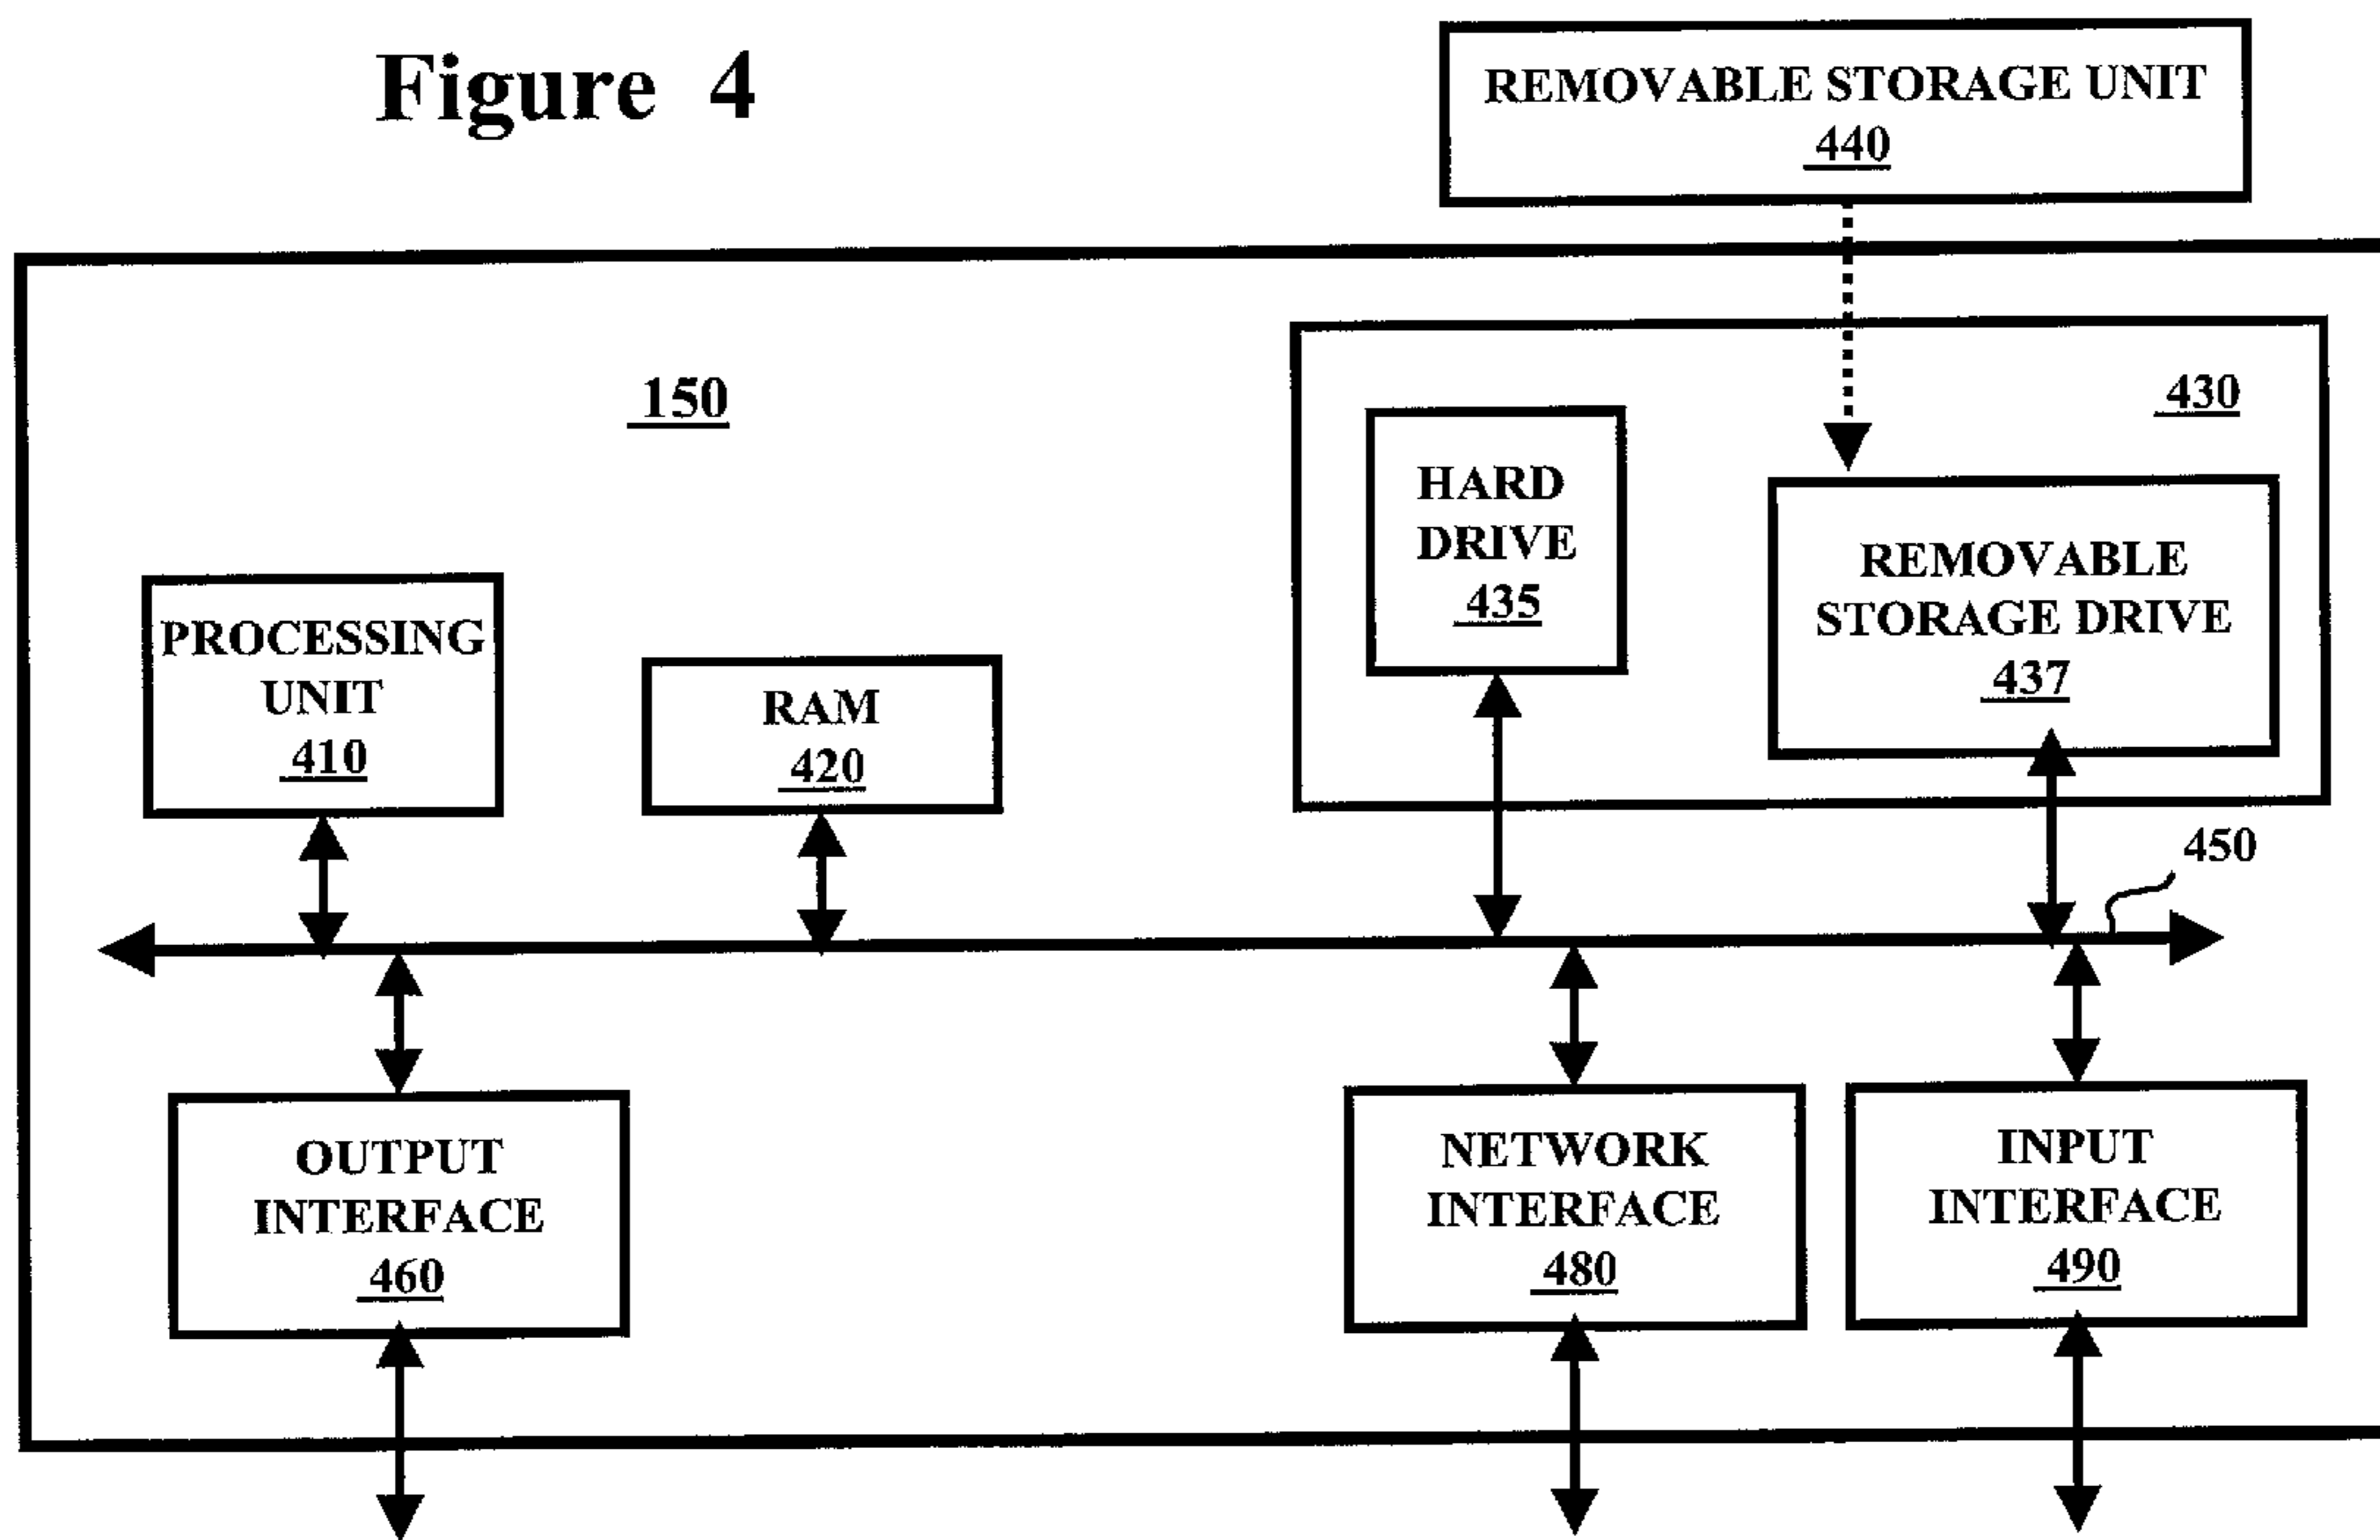 Figure 4
REMOVABLE STORAGE UNIT
440
150
430
HARD
DRIVE
435
REMOVABLE
STORAGE DRIVE
437
PROCESSING
UNIT
410
RAM
420
450
OUTPUT
INTERFACE
460
NETWORK
INTERFACE
480
INPUT
INTERFACE
490